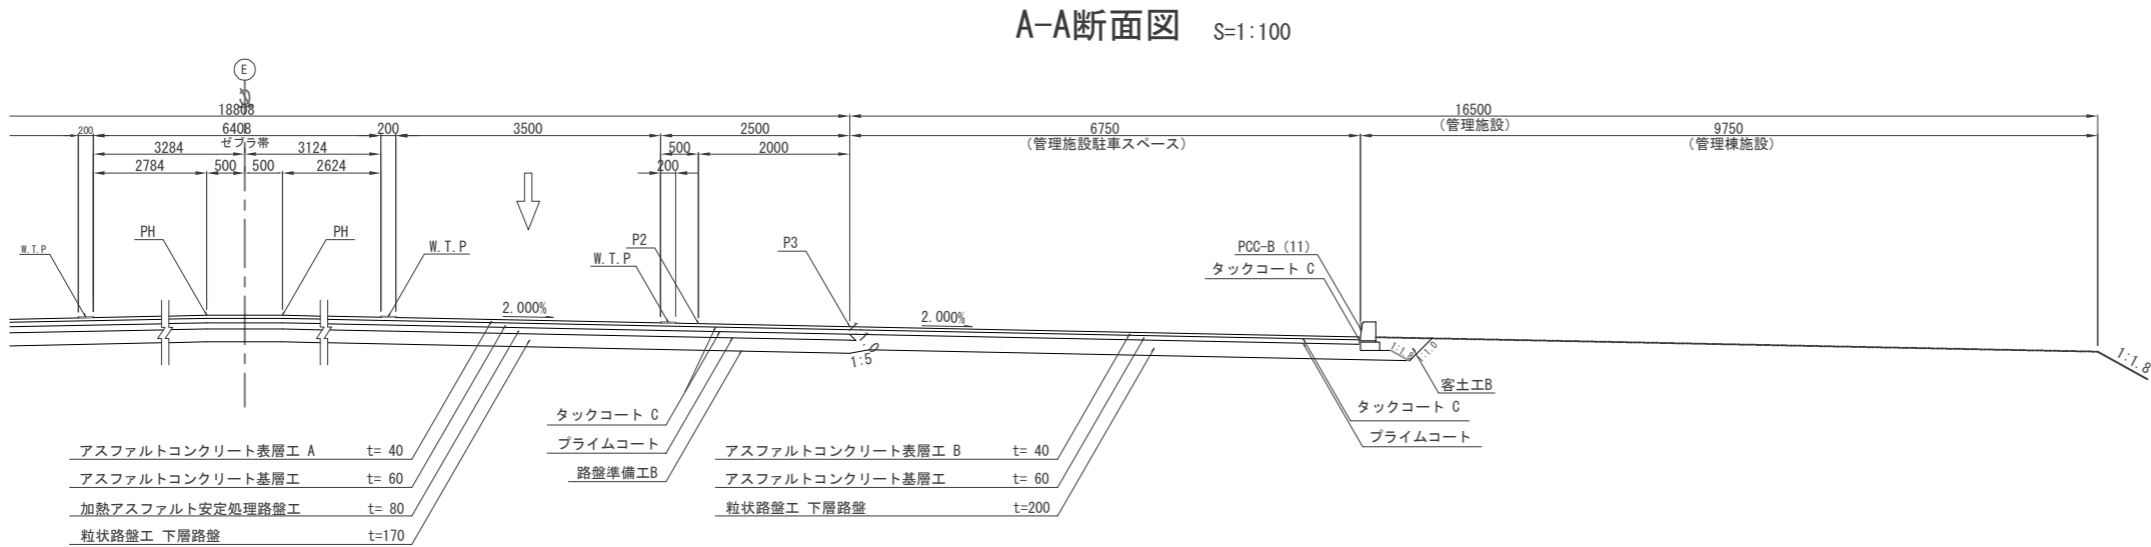 A-A断面図 S=1:100
E
18808
16500
(管理施設)
200
6408
ゼブラ帯
200
3500
2500
6750
(管理施設駐車スペース)
9750
(管理棟施設)
3284
3124
500
2000
2784
500
500
2624
200
W.T.P
PH
PH
W.T.P
P2
W.T.P
P3
PCC-B (11)
タックコート C
2.000%
2.000%
1:5
1:1.8
1:1.0
1:1.8
客土工B
タックコート C
プライムコート
タックコート C
プライムコート
路盤準備工B
アスファルトコンクリート表層工 A t= 40
アスファルトコンクリート基層工 t= 60
加熱アスファルト安定処理路盤工 t= 80
粒状路盤工 下層路盤 t=170
アスファルトコンクリート表層工 B t= 40
アスファルトコンクリート基層工 t= 60
粒状路盤工 下層路盤 t=200